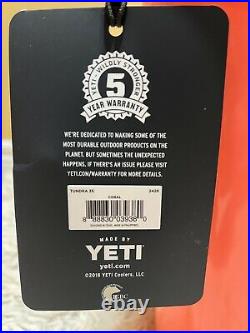 YETI • WILDLY STRONGER
5
YEAR WARRANTY
WE'RE DEDICATED TO MAKING SOME OF THE
MOST DURABLE OUTDOOR PRODUCTS ON THE
PLANET. BUT SOMETIMES THE UNEXPECTED
HAPPENS. IF THERE'S AN ISSUE PLEASE VISIT
YETI.COM/WARRANTY FOR MORE DETAILS.
TUNDRA 35
CORAL
8 88830 03938 0
MADE BY
YETI
yeti.com
©2018 YETI Coolers, LLC